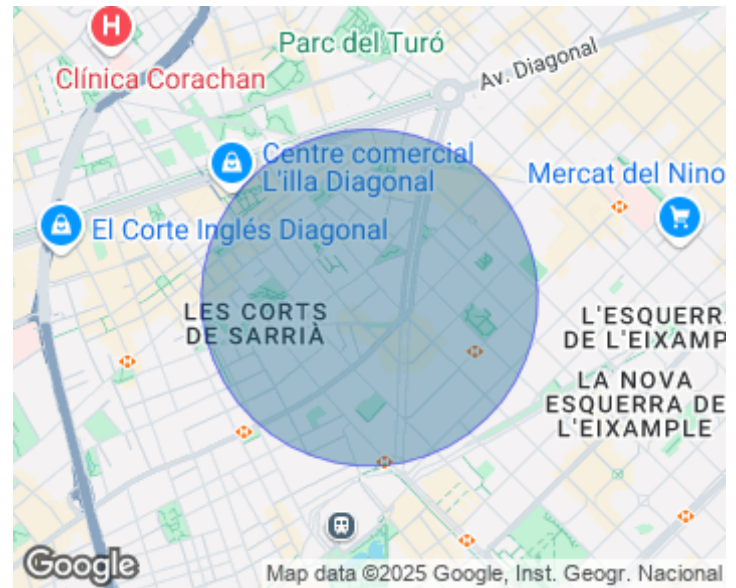 H
Parc del Turó
Clínica Corachan
Av. Diagonal
Centre comercial
L'illa Diagonal
Mercat del Nino
El Corte Inglés Diagonal
LES CORTS
DE SARRIÀ
L'ESQUERR
DE L'EIXAMP
LA NOVA
ESQUERRA DE
L'EIXAMPLE
Google
Map data ©2025 Google, Inst. Geogr. Nacional